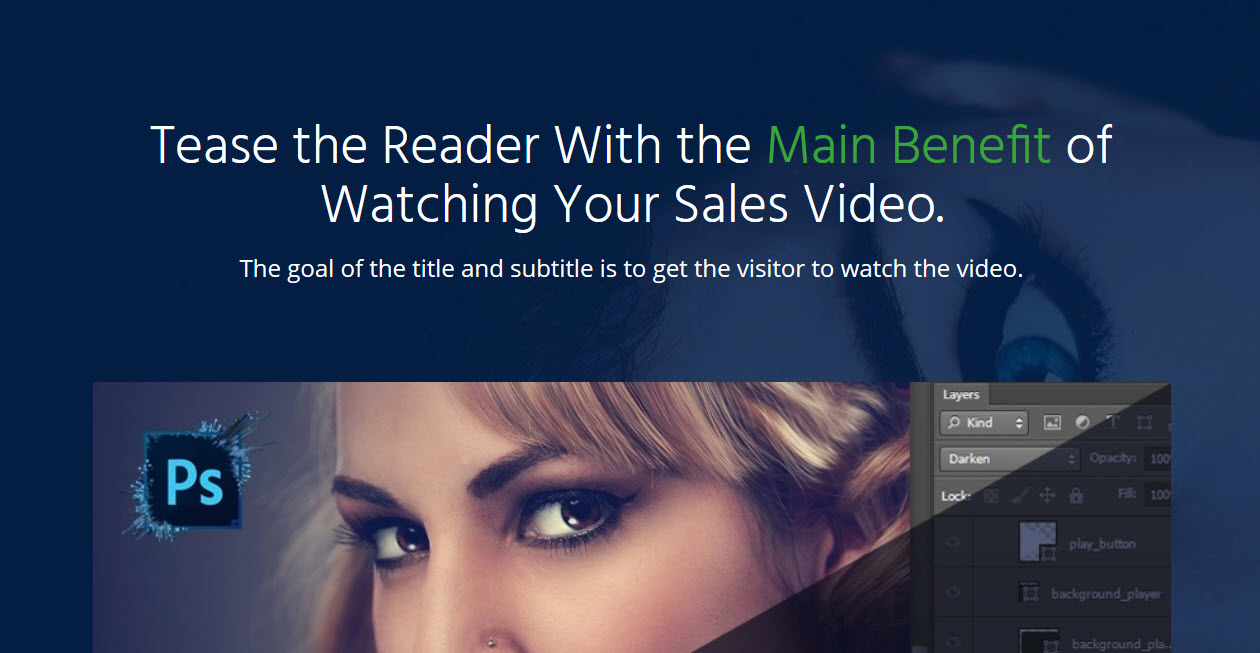 Tease the Reader With the Main Benefit of
Watching Your Sales Video.
The goal of the title and subtitle is to get the visitor to watch the video.
Ps
Layers
Kind
Darken
Opacity: 100
Lock:
Fill: 100
play_button
background_player
background_pla...